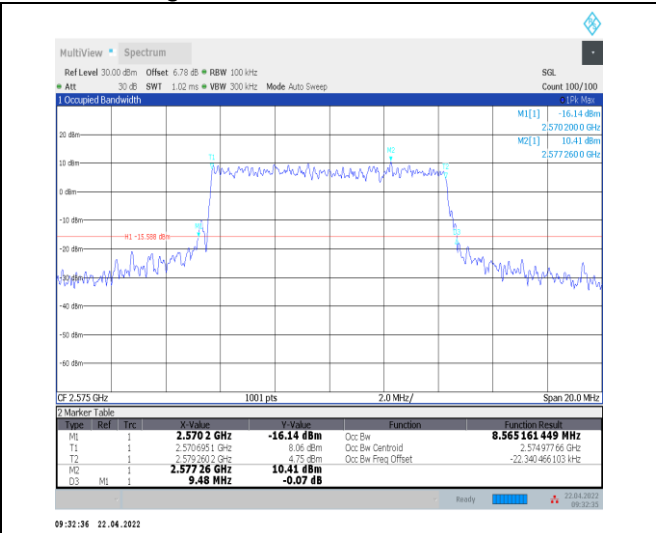 MultiView Spectrum
Ref Level 30.00 dBm Offset 6.78 dB RBW 100 kHz SGL
Att 30 dB SWT 1.02 ms VBW 300 kHz Mode Auto Sweep Count 100/100
1 Occupied Bandwidth 1Pk Max
M1[1] -16.14 dBm
2.5702000 GHz
M2[1] 10.41 dBm
2.5772600 GHz
20 dBm
10 dBm
0 dBm
-10 dBm
-20 dBm
-30 dBm
-40 dBm
-50 dBm
-60 dBm
T1
M2
T2
M1
H1 -15.588 dBm
D3
CF 2.575 GHz 1001 pts 2.0 MHz/ Span 20.0 MHz
2 Marker Table
Type Ref Trc X-Value Y-Value Function Function Result
M1 1 2.5702 GHz -16.14 dBm Occ Bw 8.565161449 MHz
T1 1 2.5706951 GHz 8.06 dBm Occ Bw Centroid 2.57497766 GHz
T2 1 2.5792602 GHz 4.75 dBm Occ Bw Freq Offset -22.340466103 kHz
M2 1 2.57726 GHz 10.41 dBm
D3 M1 1 9.48 MHz -0.07 dB
Ready 22.04.2022
09:32:35
09:32:36 22.04.2022